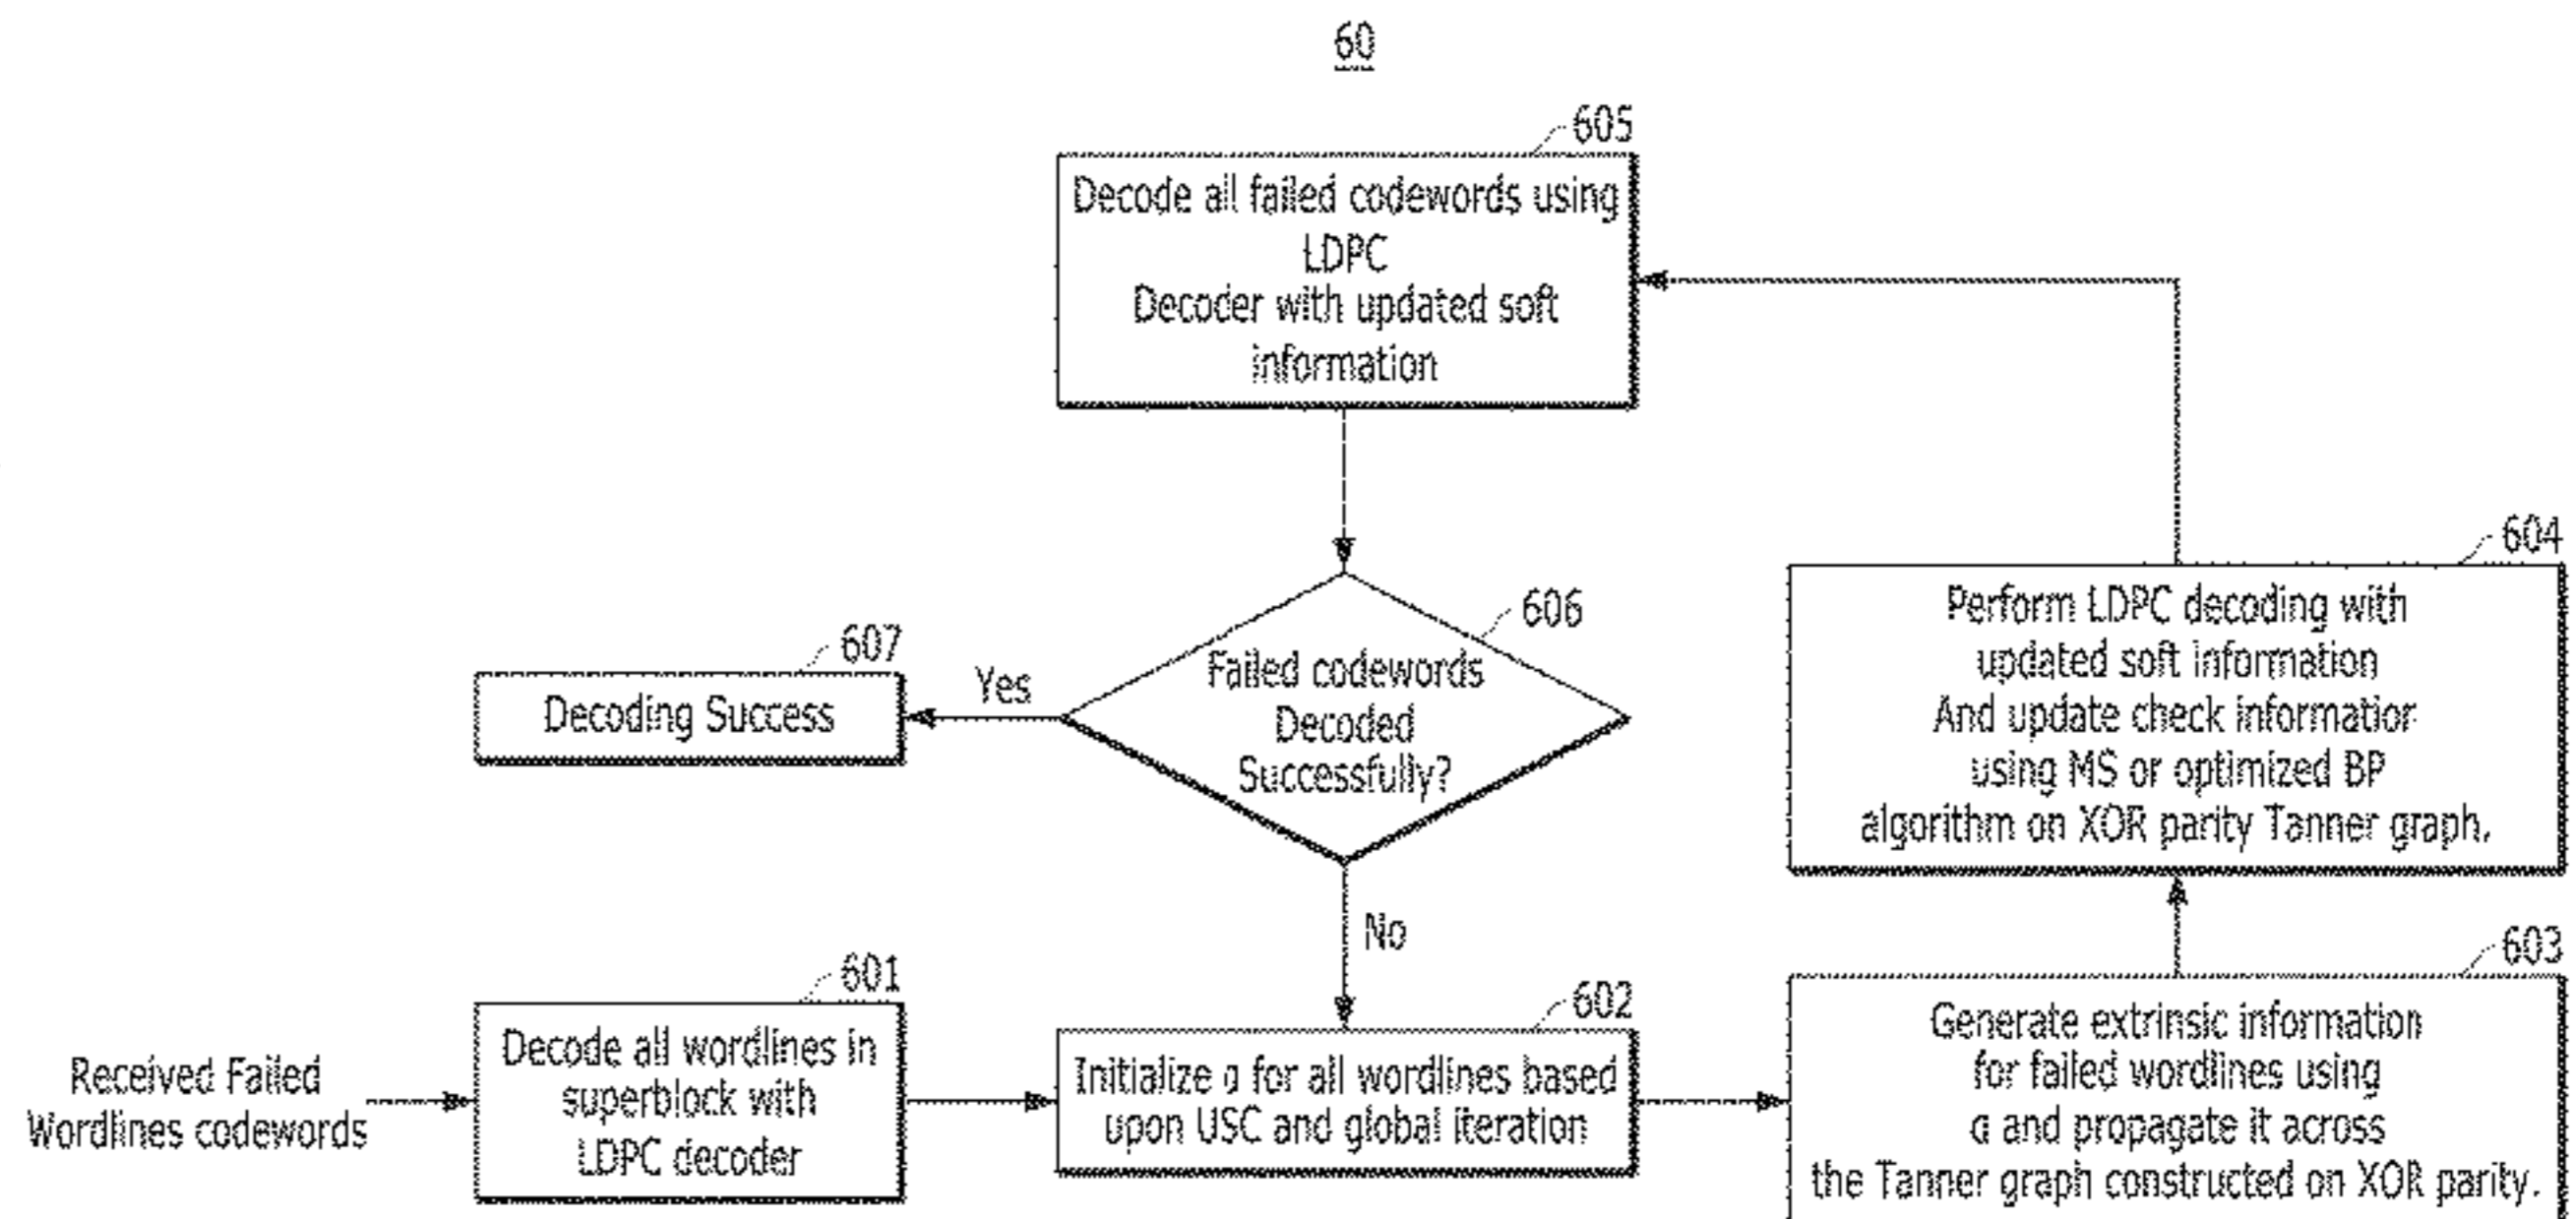 60
605
Decode all failed codewords using
LDPC
Decoder with updated soft
information
604
Perform LDPC decoding with
updated soft information
And update check information
using MS or optimized BP
algorithm on XOR parity Tanner graph.
606
Failed codewords
Decoded
Successfully?
Yes
607
Decoding Success
No
601
Decode all wordlines in
superblock with
LDPC decoder
Received Failed
Wordlines codewords
602
Initialize α for all wordlines based
upon USC and global iteration
603
Generate extrinsic information
for failed wordlines using
α and propagate it across
the Tanner graph constructed on XOR parity.